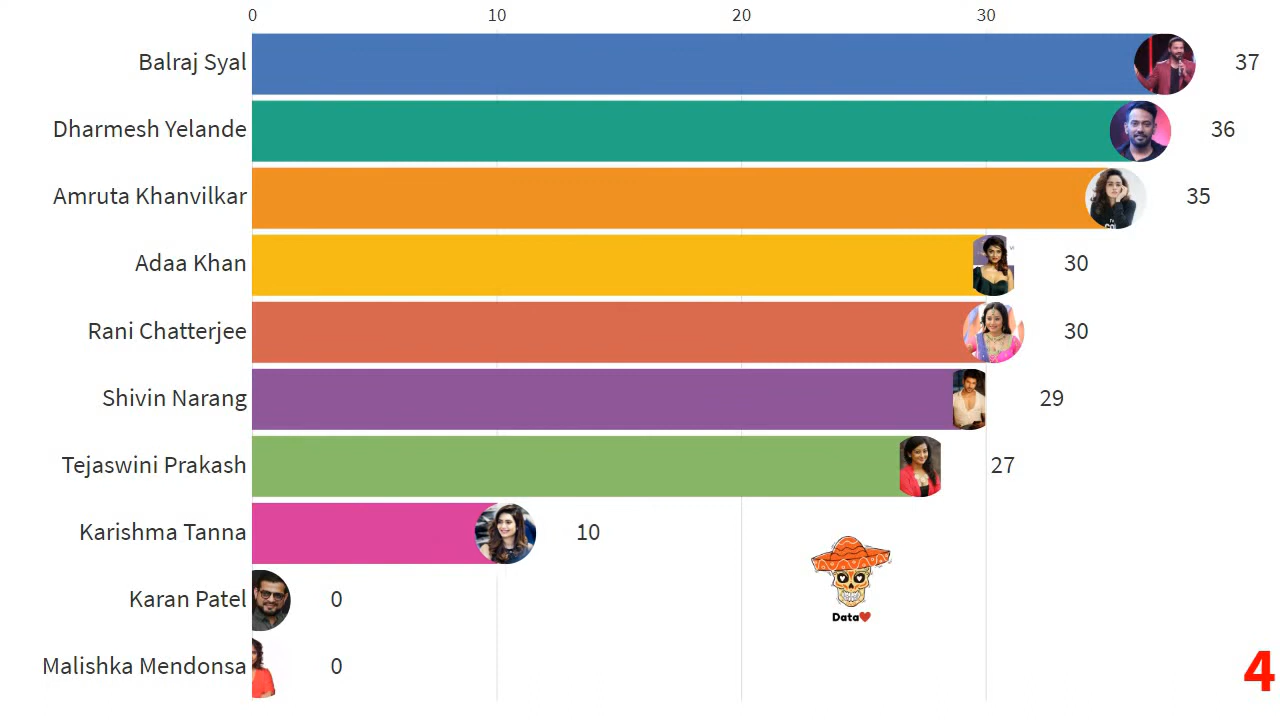 0 10 20 30
Balraj Syal 37
Dharmesh Yelande 36
Amruta Khanvilkar 35
Adaa Khan 30
Rani Chatterjee 30
Shivin Narang 29
Tejaswini Prakash 27
Karishma Tanna 10
Karan Patel 0
Data
Malishka Mendonsa 0
4